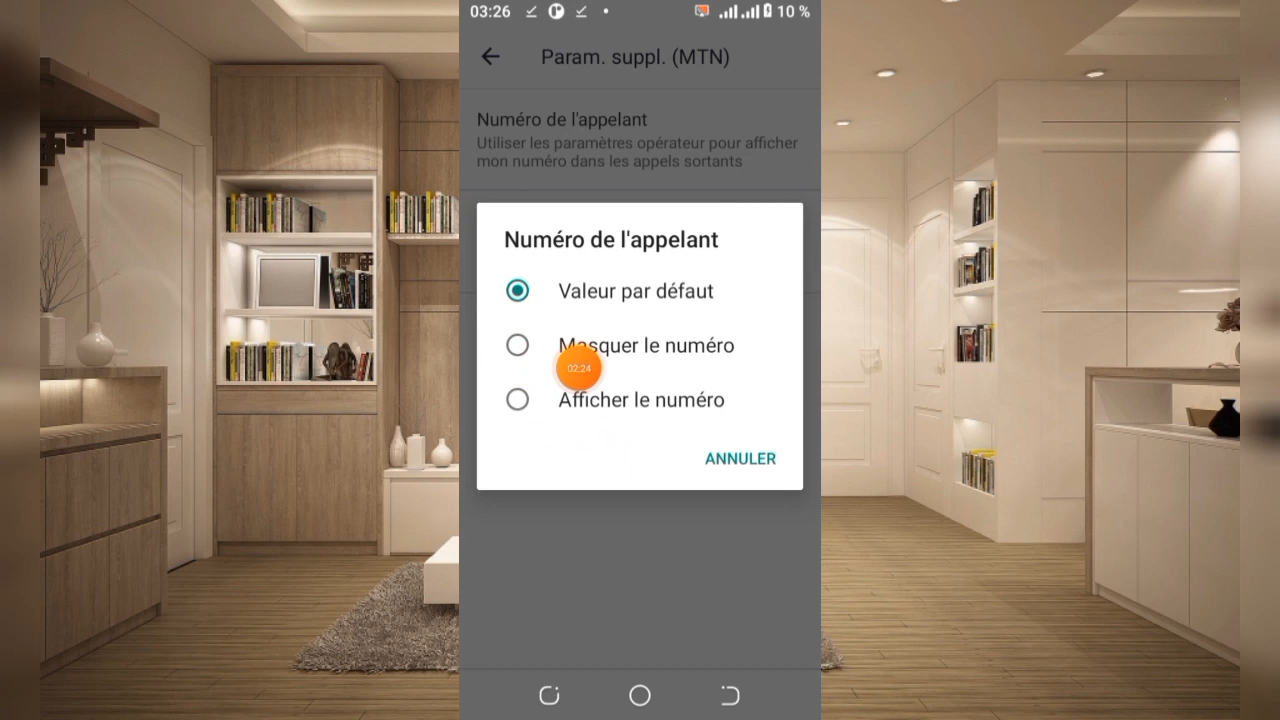 03:26 10 %
Param. suppl. (MTN)
Numéro de l'appelant
Utiliser les paramètres opérateur pour afficher
mon numéro dans les appels sortants
Numéro de l'appelant
Valeur par défaut
Masquer le numéro
02:24
Afficher le numéro
ANNULER